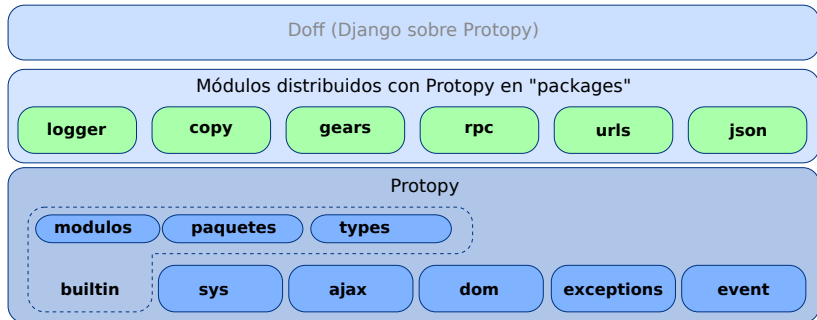 Doff (Django sobre Protopy)
Módulos distribuidos con Protopy en "packages"
logger copy gears rpc urls json
Protopy
modulos paquetes types
builtin sys ajax dom exceptions event